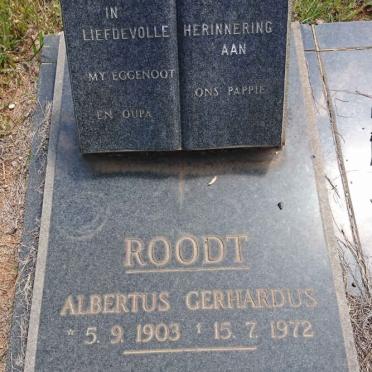 IN
LIEFDEVOLLE HERINNERING
AAN
MY EGGENOOT
ONS PAPPIE
EN OUPA
ROODT
ALBERTUS GERHARDUS
* 5. 9. 1903 † 15. 7. 1972